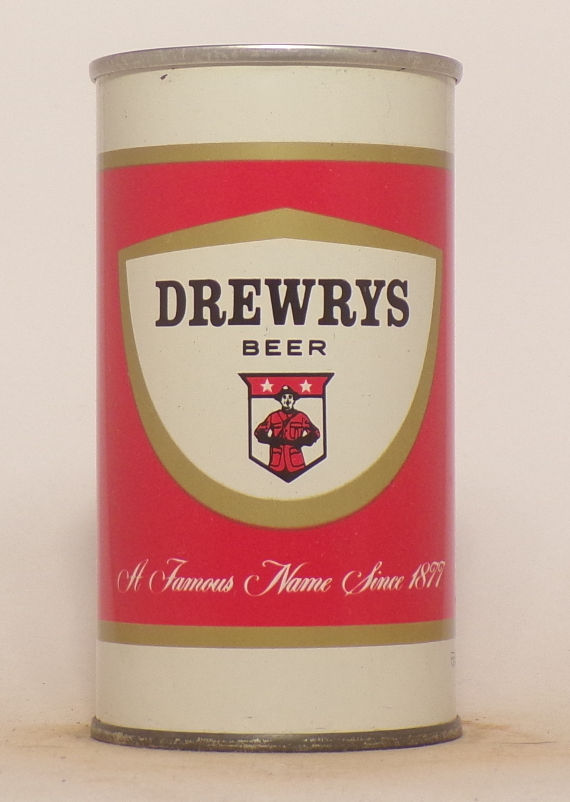 DREWRYS
BEER
A Famous Name Since 1877